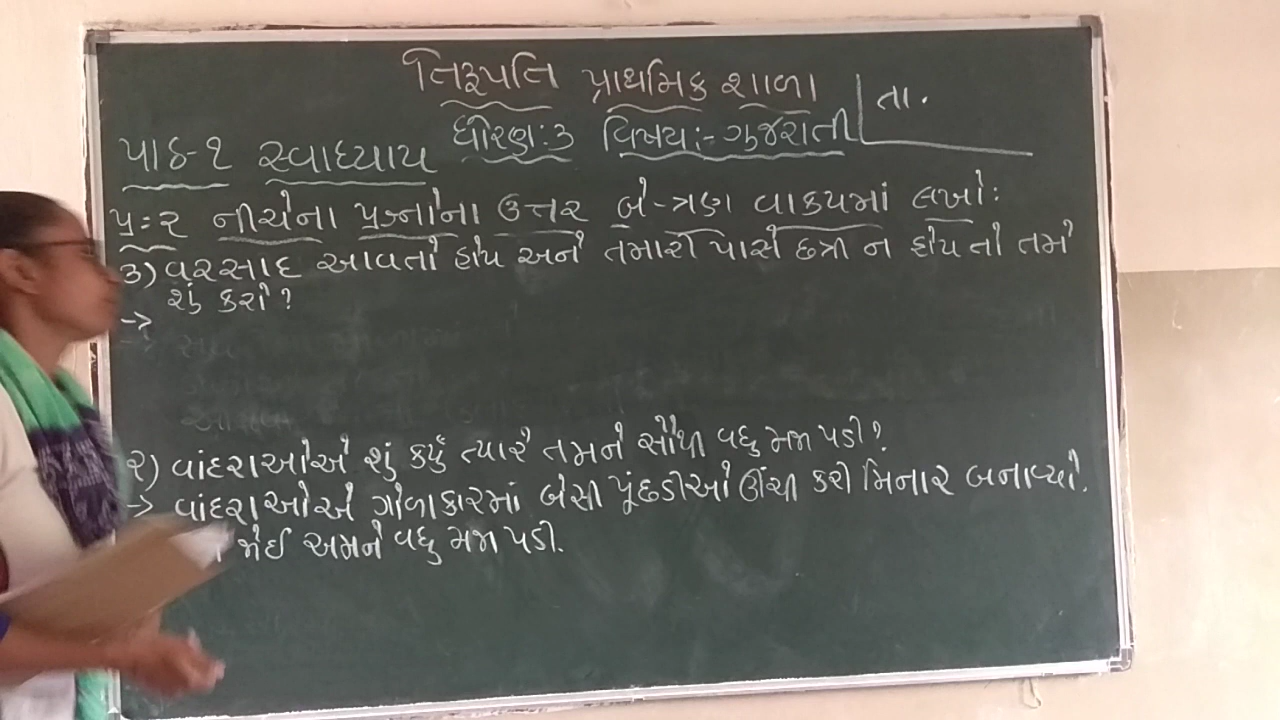 તિરૂપતિ પ્રાથમિક શાળા
તા.
ધોરણ:૩ વિષય:- ગુજરાતી
પાઠ-૧ સ્વાધ્યાય
પ્ર:૨ નીચેના પ્રશ્નોના ઉત્તર બે-ત્રણ વાક્યમાં લખો:
૩) વરસાદ આવતો હોય અને તમારી પાસે છત્રી ન હોય તો તમે
શું કરો?
→
૨) વાંદરાઓએ શું કર્યું ત્યારે તમને સૌથી વધુ મજા પડી?
→ વાંદરાઓએ ગોળાકારમાં બેસી પૂંછડીઓ ઊંચી કરી મિનાર બનાવ્યો.
જોઈ અમને વધુ મજા પડી.